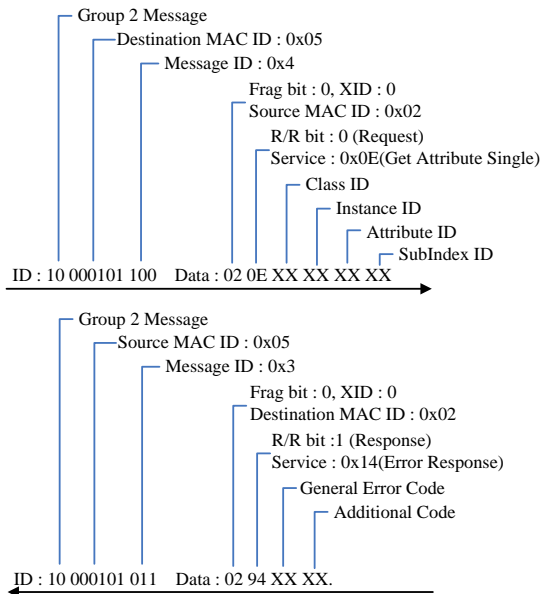 Group 2 Message
Destination MAC ID : 0x05
Message ID : 0x4
Frag bit : 0, XID : 0
Source MAC ID : 0x02
R/R bit : 0 (Request)
Service : 0x0E(Get Attribute Single)
Class ID
Instance ID
Attribute ID
SubIndex ID
ID : 10 000101 100 Data : 02 0E XX XX XX XX
Group 2 Message
Source MAC ID : 0x05
Message ID : 0x3
Frag bit : 0, XID : 0
Destination MAC ID : 0x02
R/R bit :1 (Response)
Service : 0x14(Error Response)
General Error Code
Additional Code
ID : 10 000101 011 Data : 02 94 XX XX.